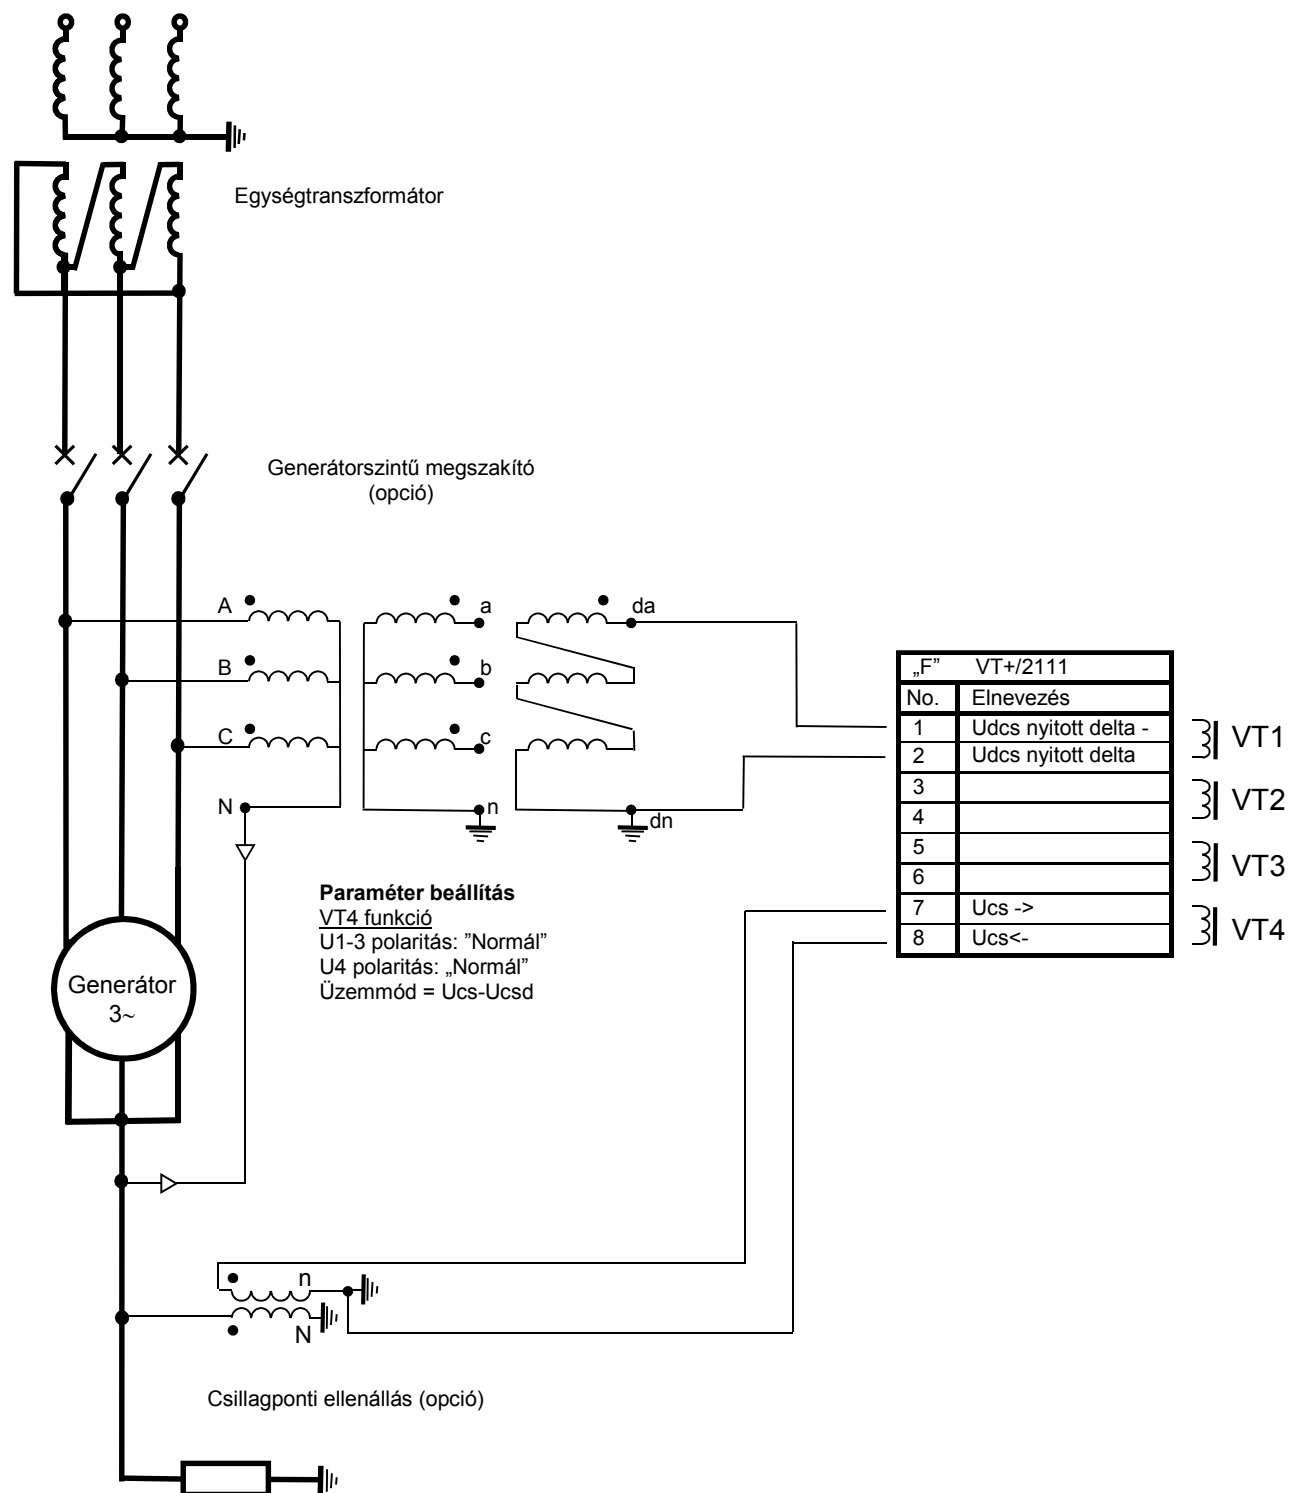 Egységtranszformátor
Generátorszintű megszakító
(opció)
A
a
da
B
b
C
c
N
n
dn
„F” VT+/2111
No. Elnevezés
1 Udcs nyitott delta -
2 Udcs nyitott delta
3
4
5
6
7 Ucs ->
8 Ucs<-
VT1
VT2
VT3
VT4
Paraméter beállítás
VT4 funkció
U1-3 polaritás: ”Normál”
U4 polaritás: „Normál”
Üzemmód = Ucs-Ucsd
Generátor
3~
n
N
Csillagponti ellenállás (opció)